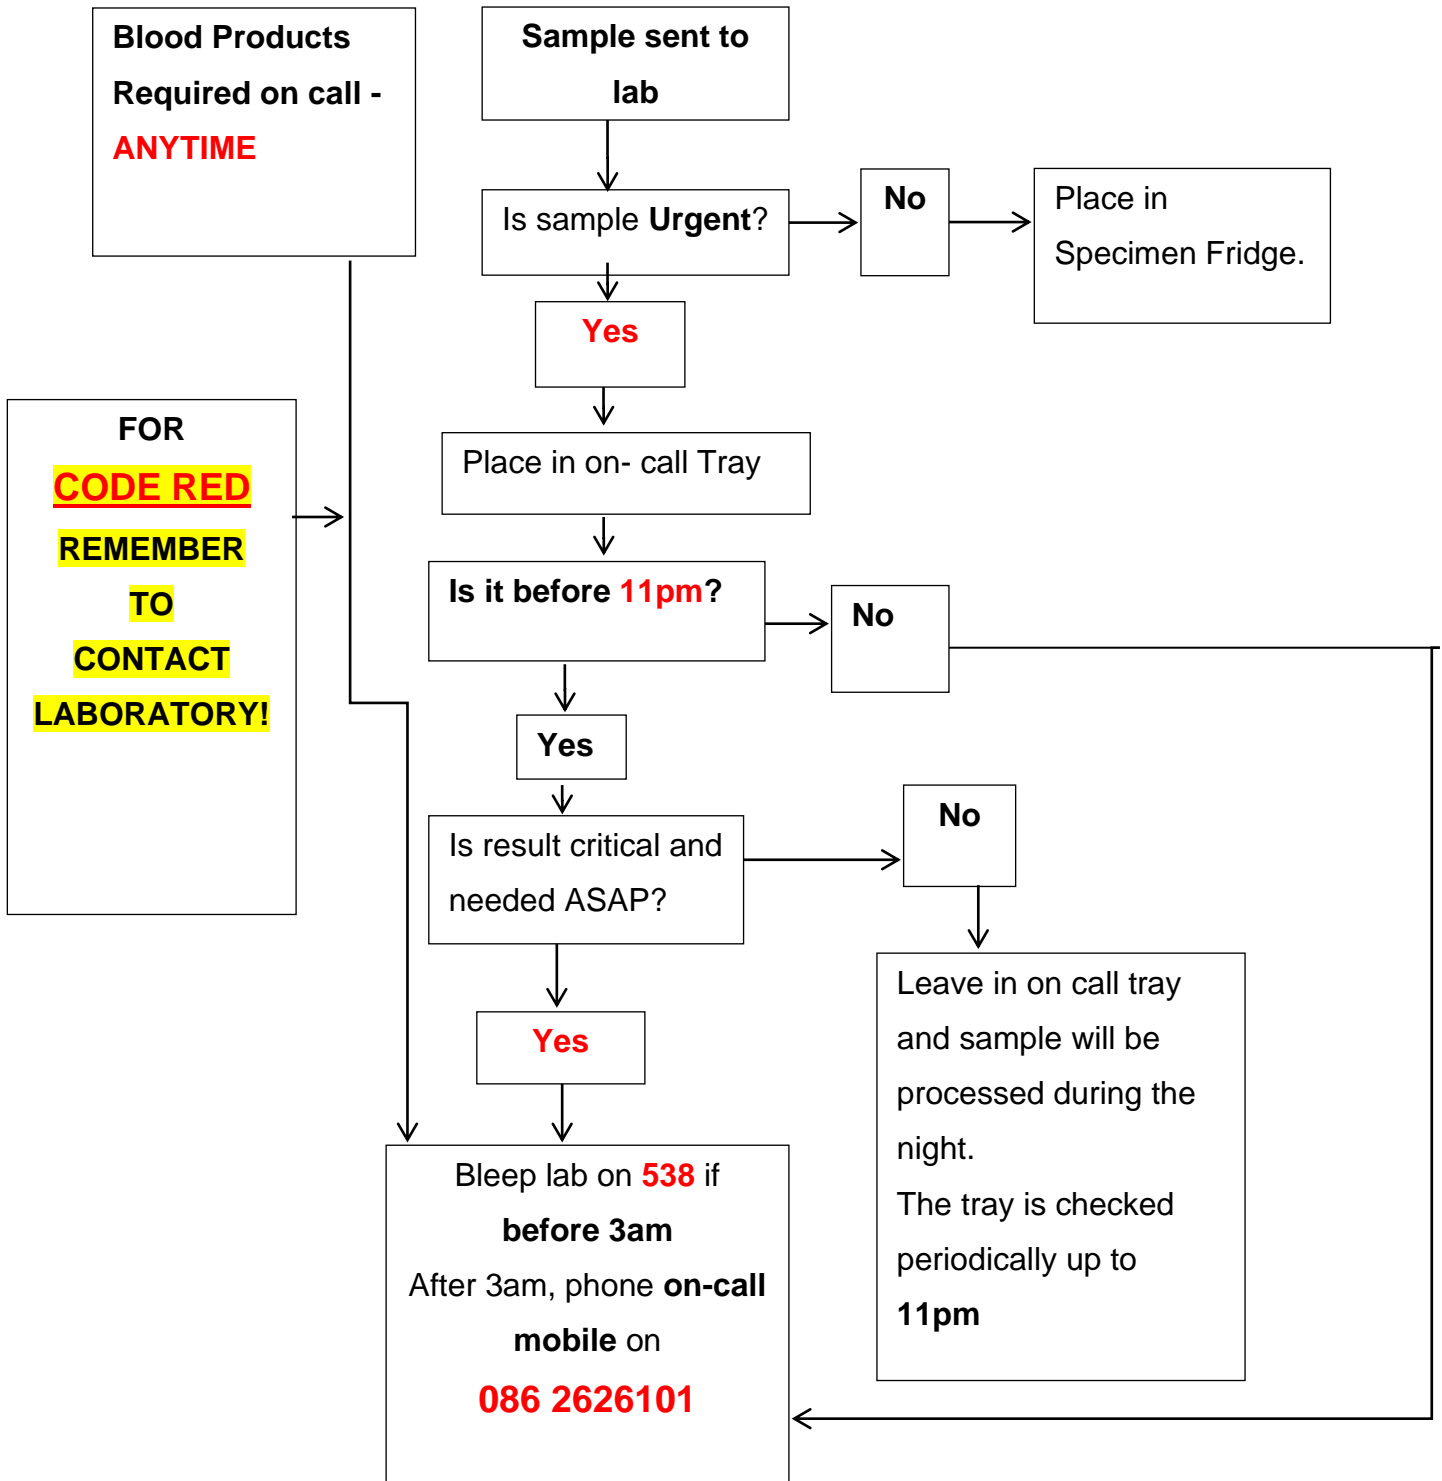 Blood Products
Required on call -
ANYTIME
Sample sent to
lab
Is sample Urgent?
No
Place in
Specimen Fridge.
Yes
FOR
CODE RED
REMEMBER
TO
CONTACT
LABORATORY!
Place in on- call Tray
Is it before 11pm?
No
Yes
Is result critical and
needed ASAP?
No
Leave in on call tray
and sample will be
processed during the
night.
The tray is checked
periodically up to
11pm
Yes
Bleep lab on 538 if
before 3am
After 3am, phone on-call
mobile on
086 2626101